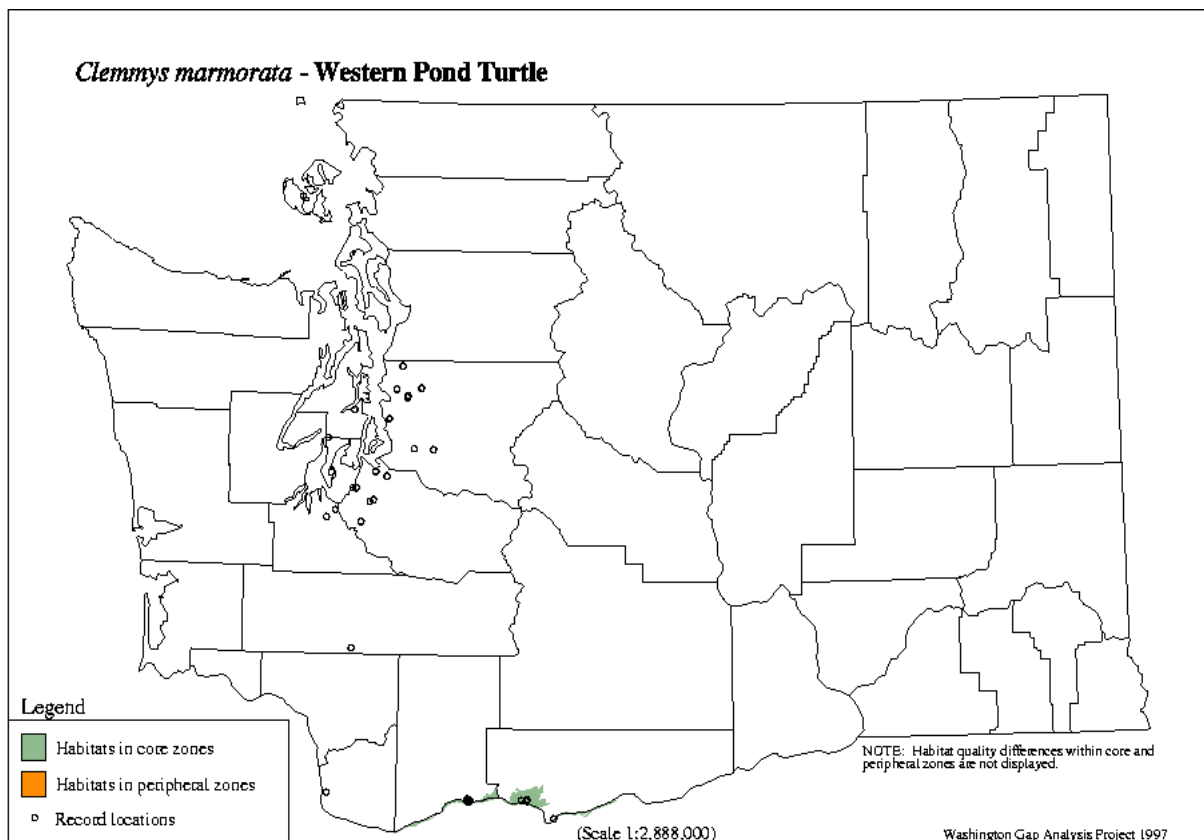 Clemmys marmorata - Western Pond Turtle
Legend
Habitats in core zones
Habitats in peripheral zones
Record locations
NOTE: Habitat quality differences within core and
peripheral zones are not displayed.
(Scale 1:2,888,000)
Washington Gap Analysis Project 1997